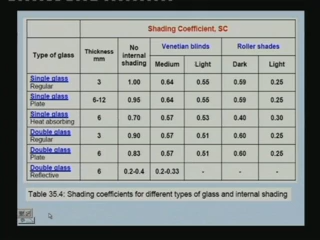 Shading Coefficient, SC
Type of glass Thickness mm No internal shading Venetian blinds Roller shades
Medium Light Dark Light
Single glass Regular 3 1.00 0.64 0.55 0.59 0.25
Single glass Plate 6-12 0.95 0.64 0.55 0.59 0.25
Single glass Heat absorbing 6 0.70 0.57 0.53 0.40 0.30
Double glass Regular 3 0.90 0.57 0.51 0.60 0.25
Double glass Plate 6 0.83 0.57 0.51 0.60 0.25
Double glass Reflective 6 0.2-0.4 0.2-0.33 - - -
Table 35.4: Shading coefficients for different types of glass and internal shading